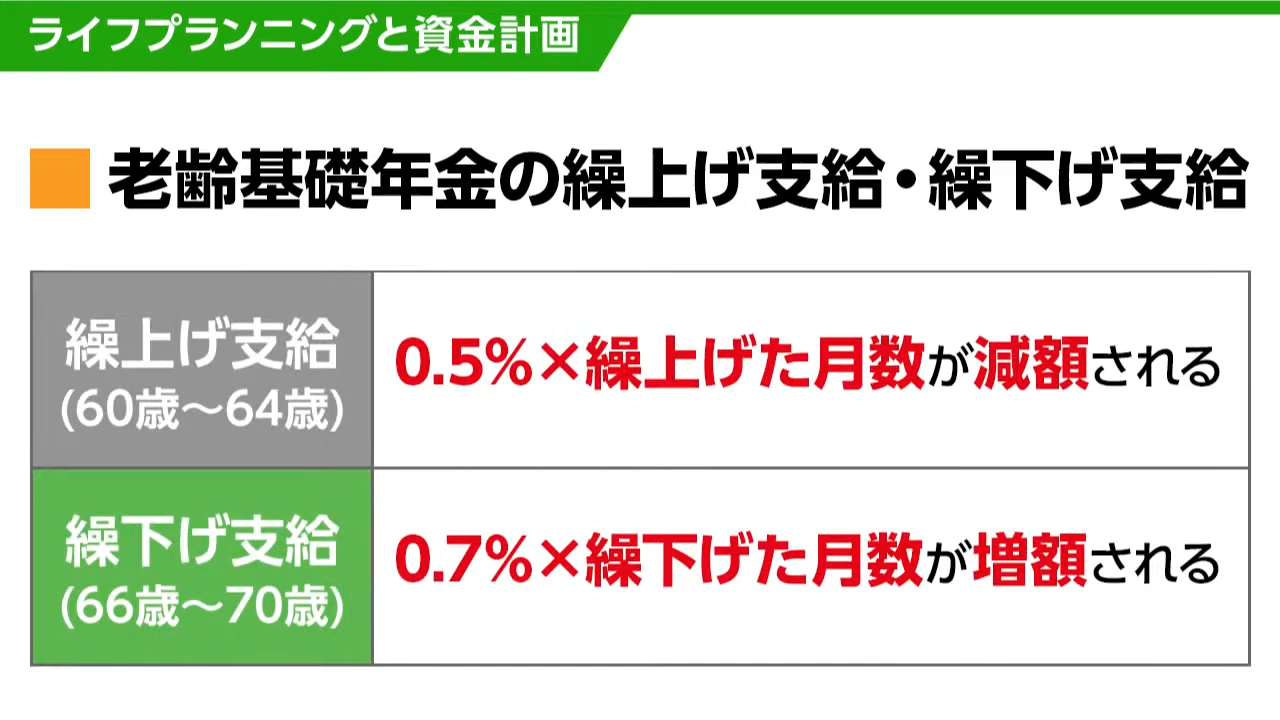 ライフプランニングと資金計画
老齢基礎年金の繰上げ支給・繰下げ支給
繰上げ支給
(60歳〜64歳)
0.5%×繰上げた月数が減額される
繰下げ支給
(66歳〜70歳)
0.7%×繰下げた月数が増額される